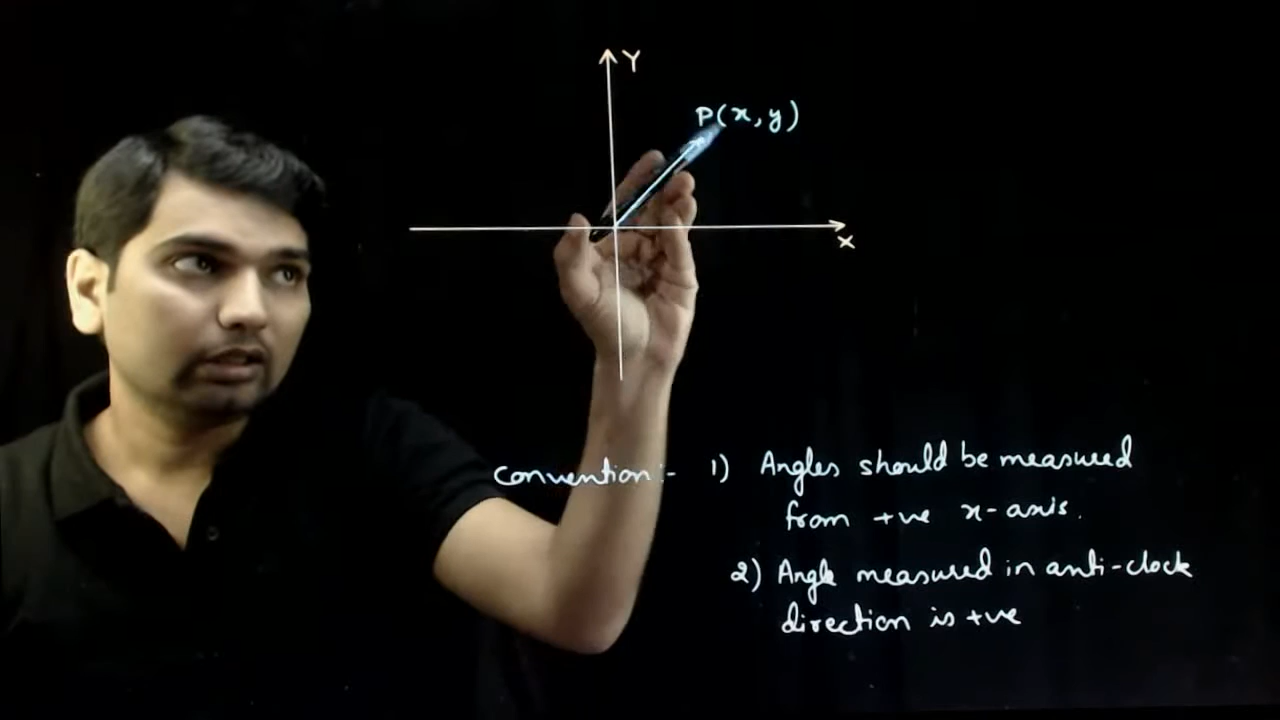 Y
P(x, y)
X
Convention:- 1) Angles should be measured
from +ve x-axis.
2) Angle measured in anti-clock
direction is +ve